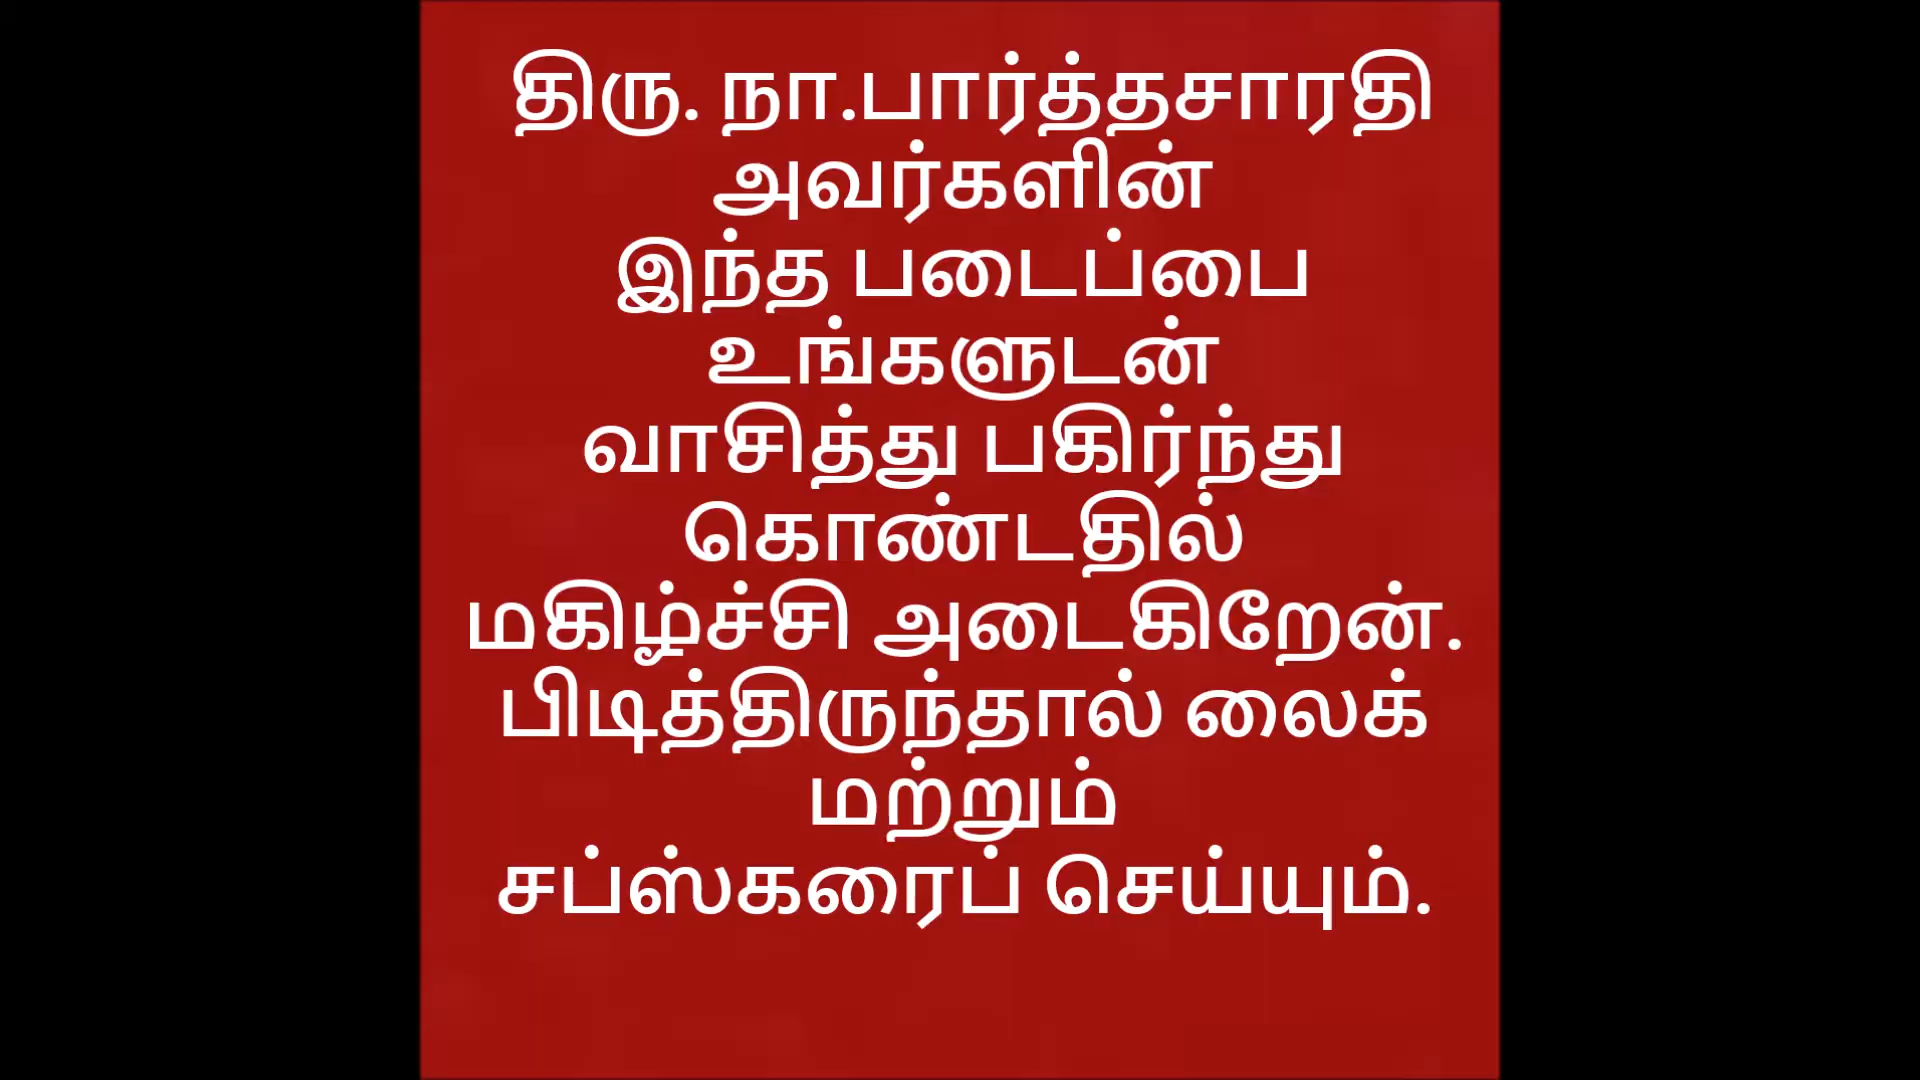 திரு. நா.பார்த்தசாரதி
அவர்களின்
இந்த படைப்பை
உங்களுடன்
வாசித்து பகிர்ந்து
கொண்டதில்
மகிழ்ச்சி அடைகிறேன்.
பிடித்திருந்தால் லைக்
மற்றும்
சப்ஸ்கரைப் செய்யும்.